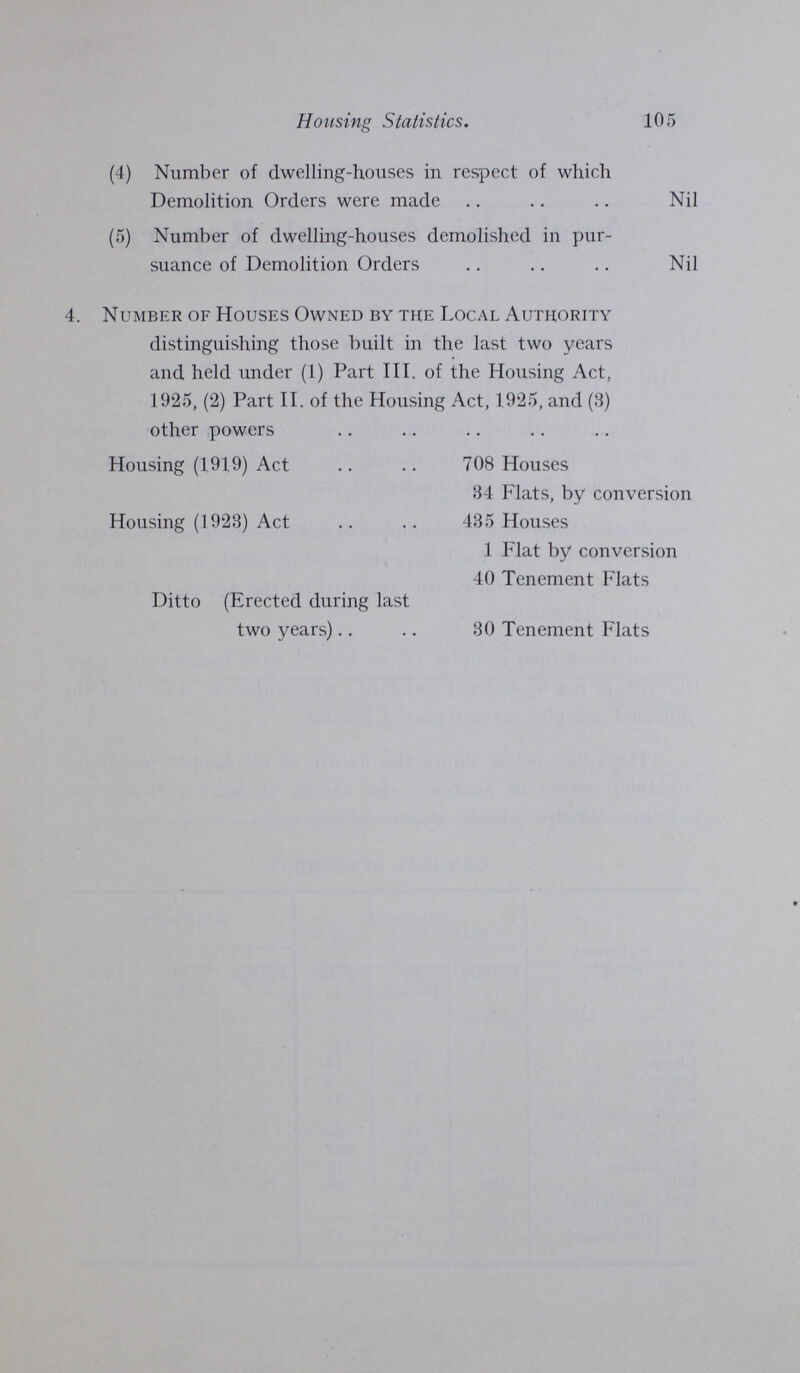 Housing Statistics. 105
(4) Number of dwelling-houses in respect of which
Demolition Orders were made .. .. .. Nil
(5) Number of dwelling-houses demolished in pur-
suance of Demolition Orders .. .. .. Nil
4. Number of Houses Owned by the Local Authority
distinguishing those built in the last two years
and held under (1) Part III. of the Housing Act,
1925, (2) Part II. of the Housing Act, 1925, and (3)
other powers .. .. .. .. ..
Housing (1919) Act .. .. 708 Houses
34 Flats, by conversion
Housing (1923) Act .. .. 435 Houses
1 Flat by conversion
40 Tenement Flats
Ditto (Erected during last
two years) .. .. 30 Tenement Flats